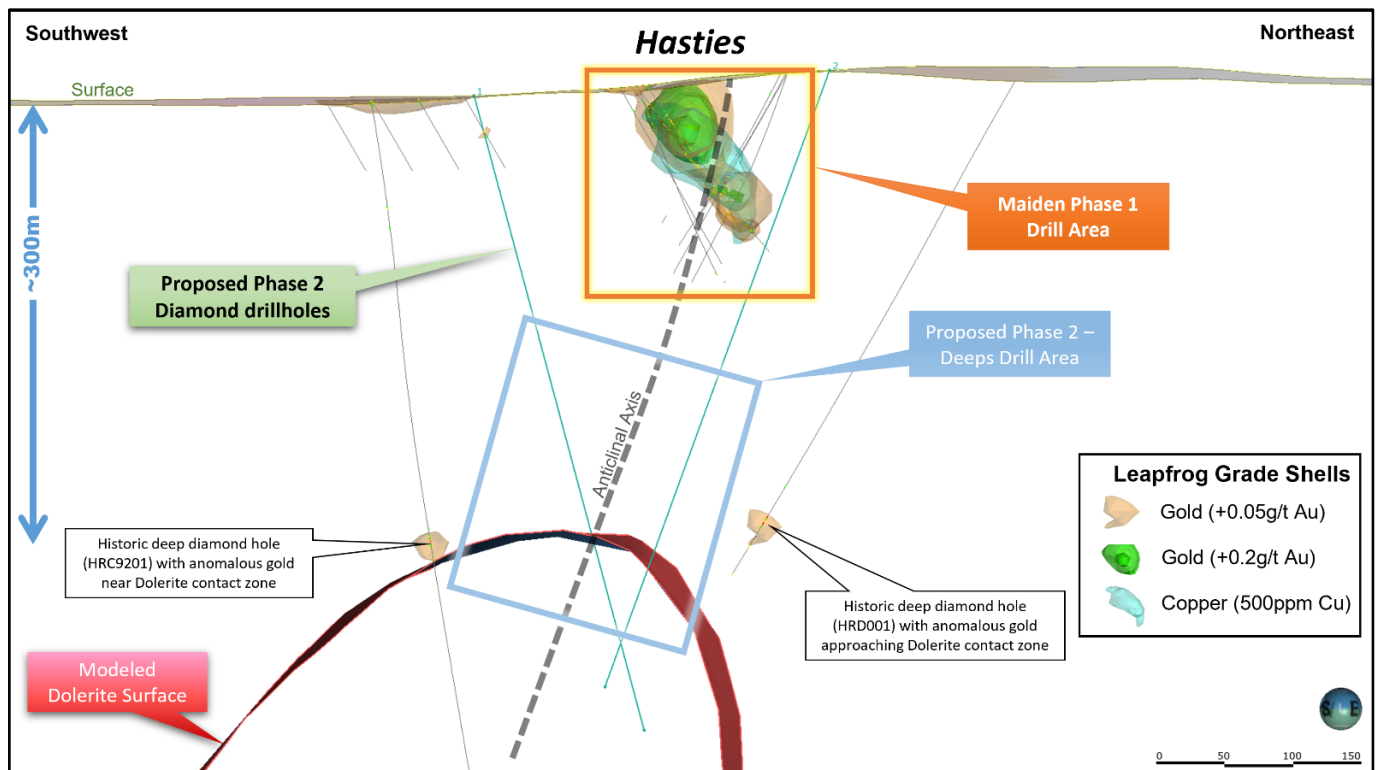 Southwest
Hasties
Northeast
Surface
1
2
~300m
Maiden Phase 1
Drill Area
Proposed Phase 2
Diamond drillholes
Proposed Phase 2 –
Deeps Drill Area
Anticlinal Axis
Leapfrog Grade Shells
Gold (+0.05g/t Au)
Gold (+0.2g/t Au)
Copper (500ppm Cu)
Historic deep diamond hole
(HRC9201) with anomalous gold
near Dolerite contact zone
Historic deep diamond hole
(HRD001) with anomalous gold
approaching Dolerite contact zone
Modeled
Dolerite Surface
S E
0 50 100 150